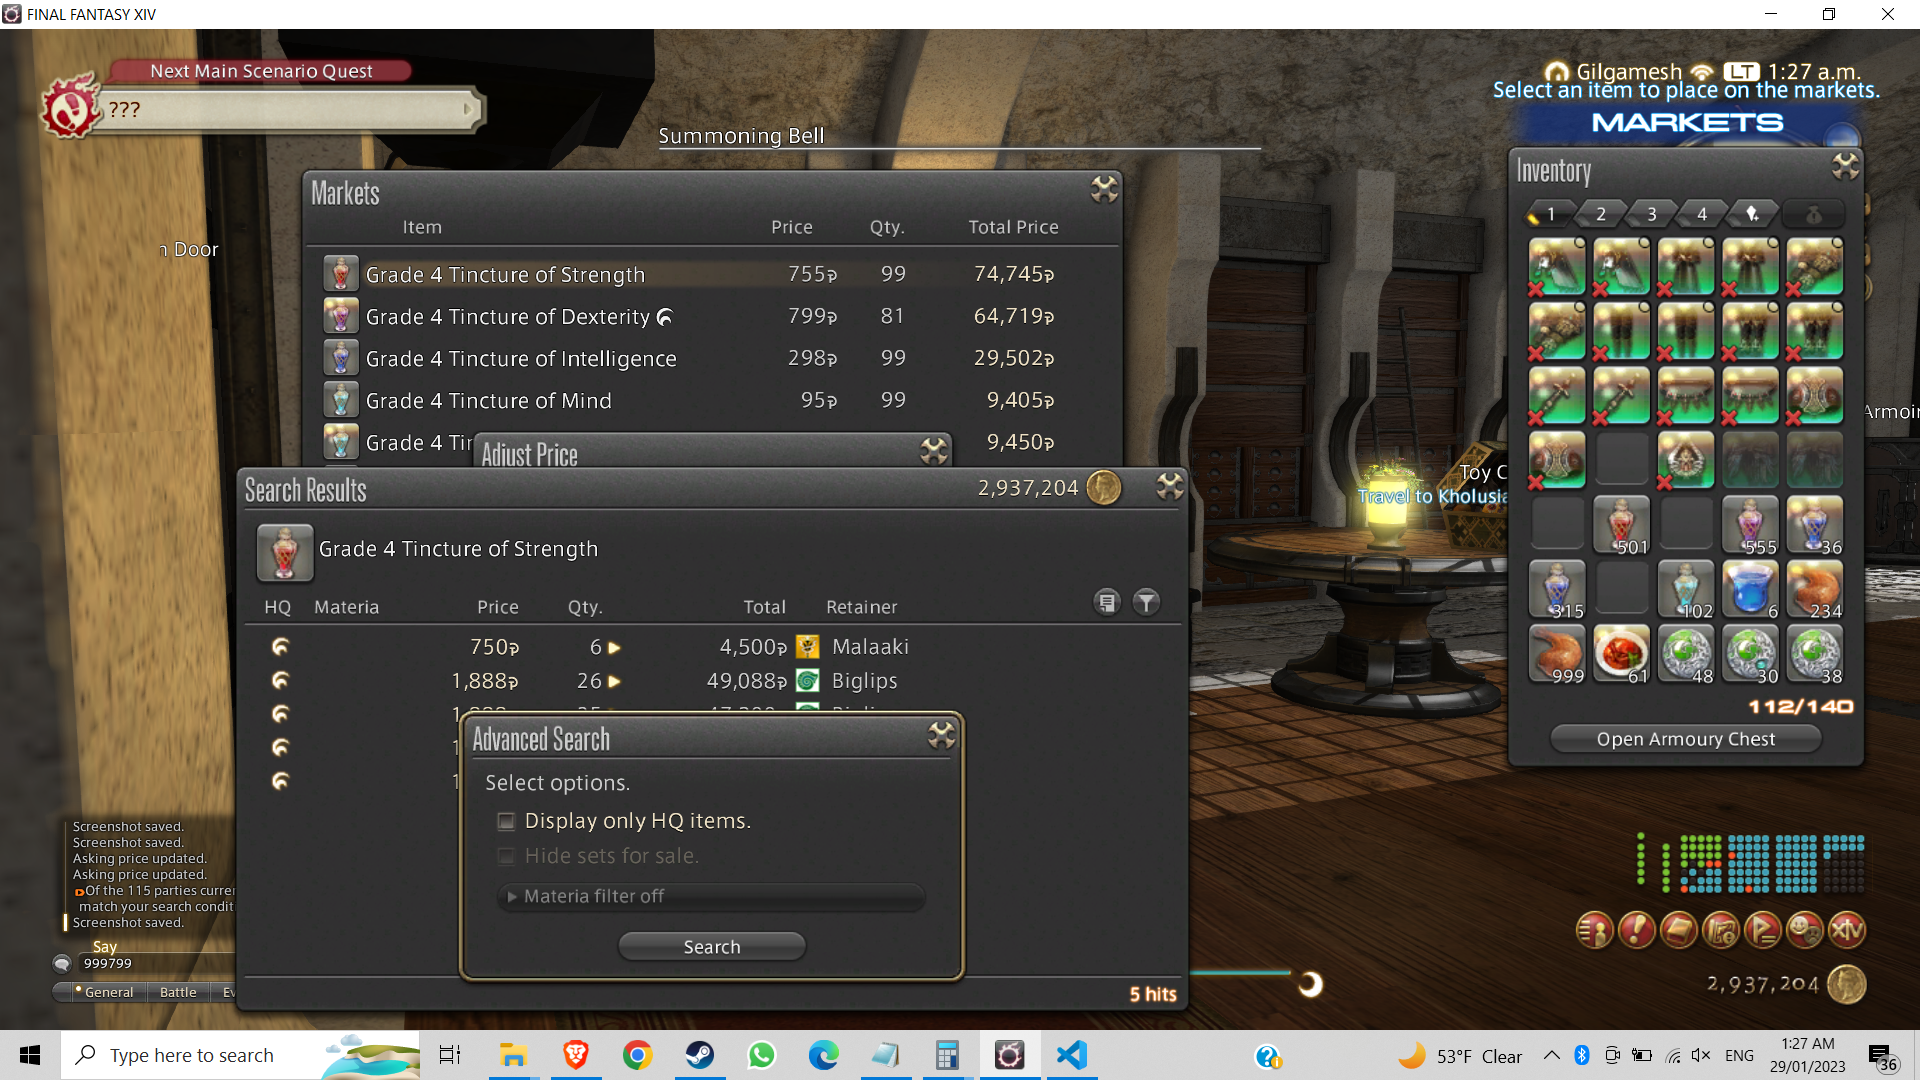 FINAL FANTASY XIV
Next Main Scenario Quest
???
Gilgamesh LT 1:27 a.m.
Select an item to place on the markets.
MARKETS
Summoning Bell
n Door
Markets
Item Price Qty. Total Price
Grade 4 Tincture of Strength 755 99 74,745
Grade 4 Tincture of Dexterity 799 81 64,719
Grade 4 Tincture of Intelligence 298 99 29,502
Grade 4 Tincture of Mind 95 99 9,405
Grade 4 9,450
Adjust Price
Search Results 2,937,204
Grade 4 Tincture of Strength
HQ Materia Price Qty. Total Retainer
750 6 4,500 Malaaki
1,888 26 49,088 Biglips
Advanced Search
Select options.
Display only HQ items.
Hide sets for sale.
Materia filter off
Search
5 hits
Inventory
1 2 3 4
501 555 36
315 102 6 234
999 61 48 30 38
112/140
Open Armoury Chest
Toy C
Travel to Kholusia
Armoir
Screenshot saved.
Screenshot saved.
Asking price updated.
Asking price updated.
Of the 115 parties curren
match your search condit
Screenshot saved.
Say
999799
General Battle Ev
XIV
2,937,204
Type here to search
53°F Clear
ENG
1:27 AM
29/01/2023
36